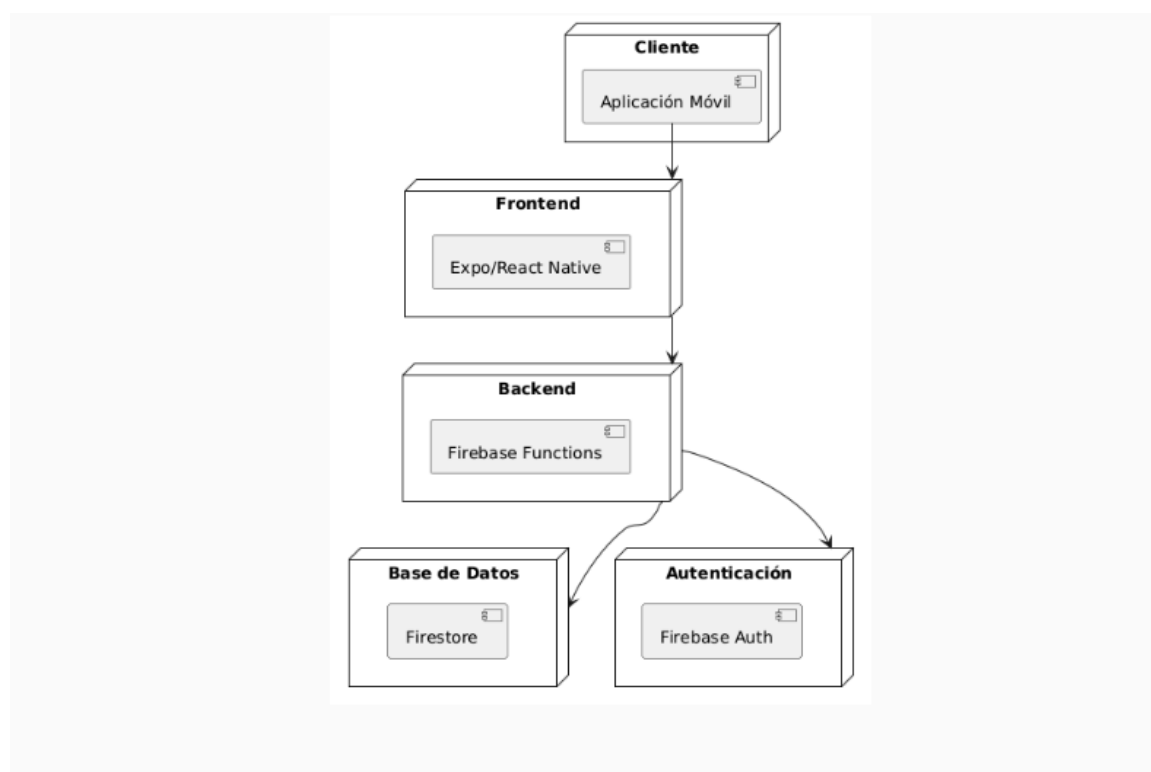 Cliente
Aplicación Móvil
Frontend
Expo/React Native
Backend
Firebase Functions
Base de Datos
Firestore
Autenticación
Firebase Auth